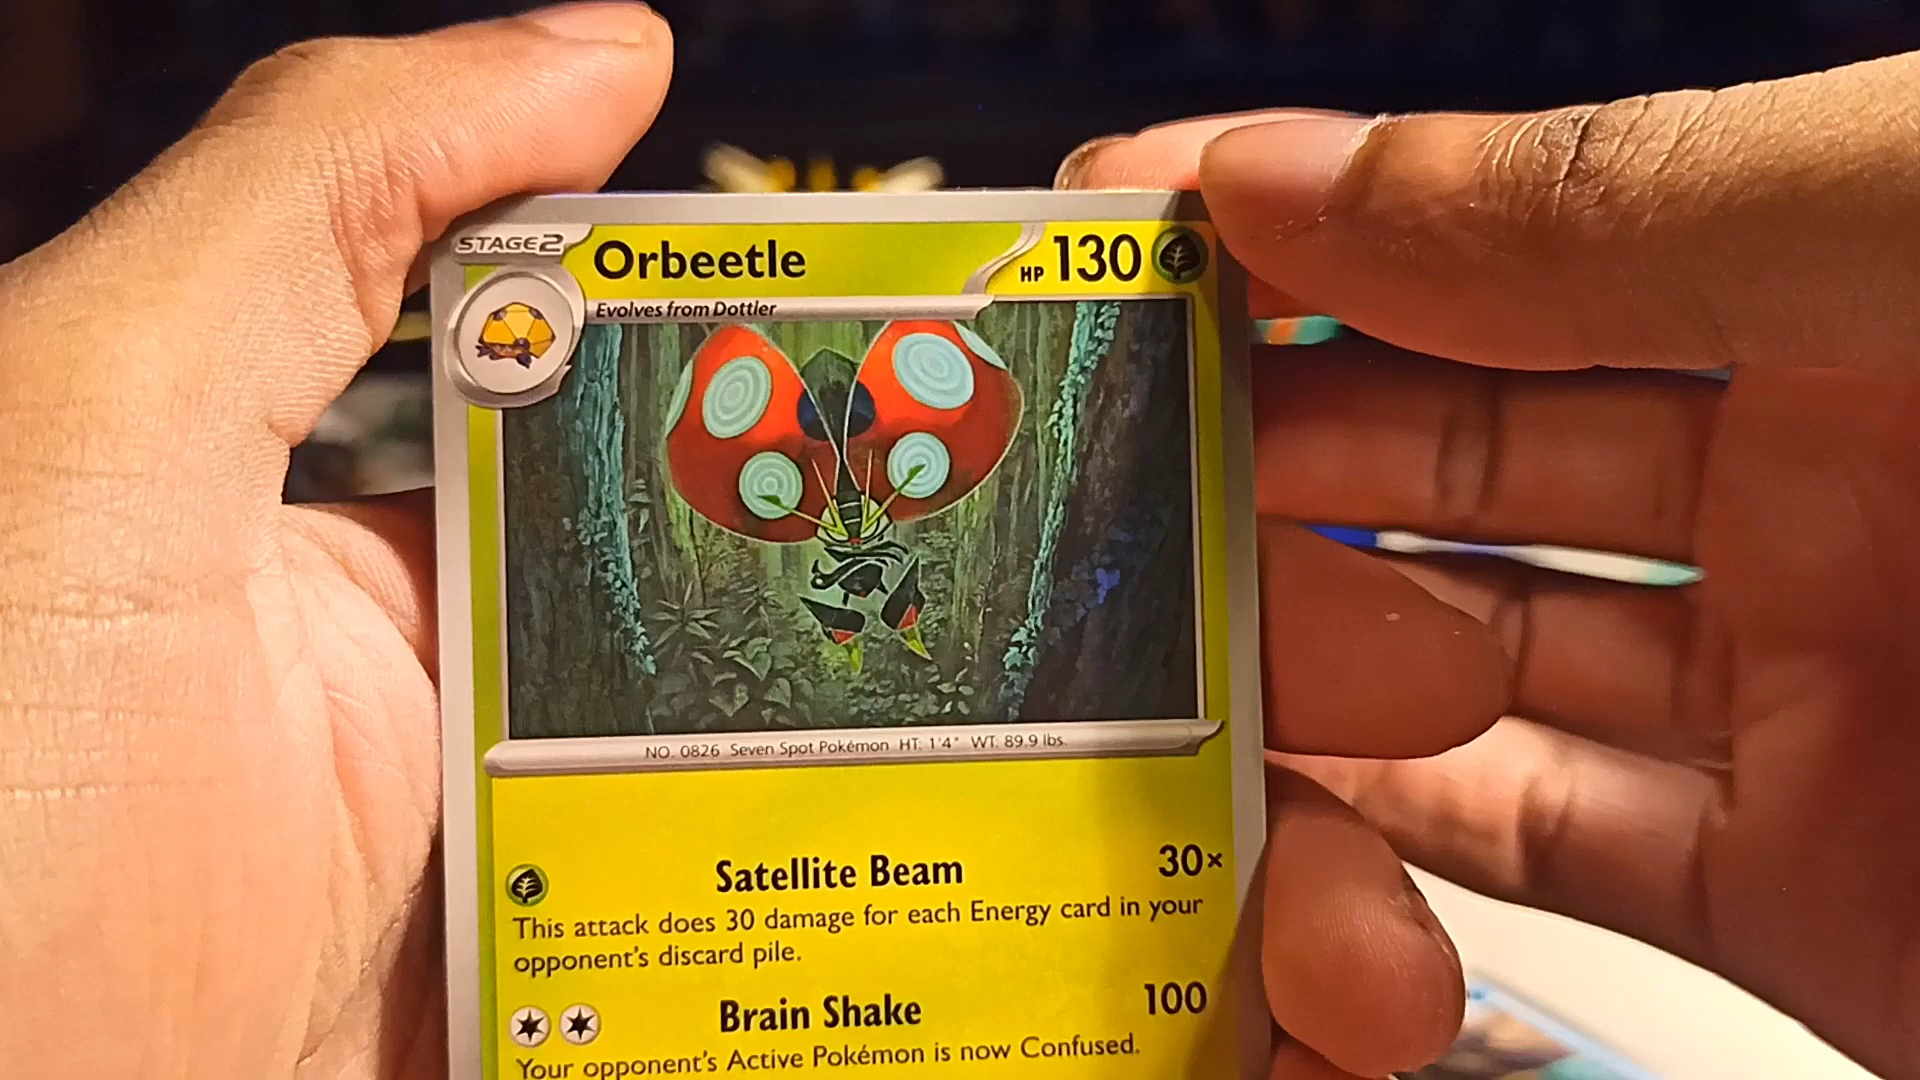 STAGE2
Orbeetle
HP 130
Evolves from Dottler
NO. 0826 Seven Spot Pokémon HT: 1'4" WT: 89.9 lbs.
Satellite Beam 30×
This attack does 30 damage for each Energy card in your
opponent's discard pile.
Brain Shake 100
Your opponent's Active Pokémon is now Confused.